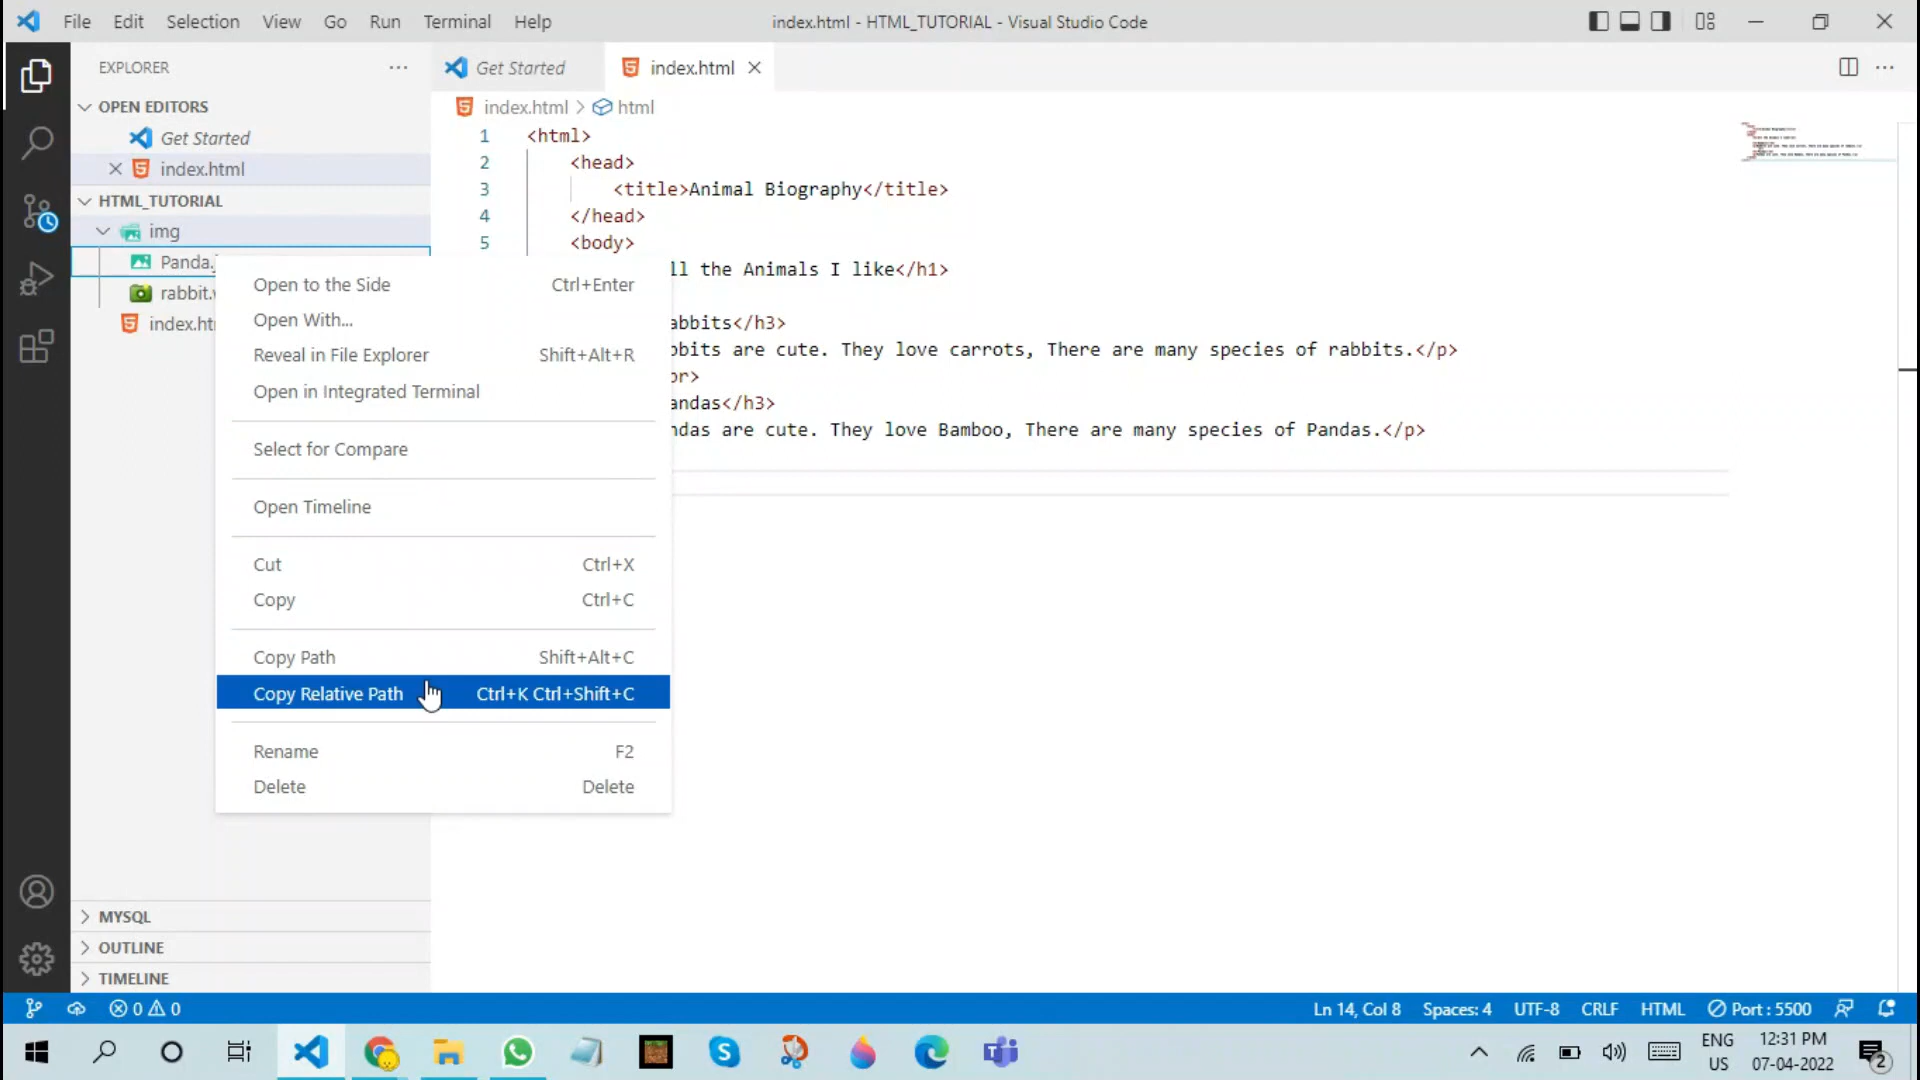 File Edit Selection View Go Run Terminal Help
index.html - HTML_TUTORIAL - Visual Studio Code
EXPLORER
Get Started
index.html
OPEN EDITORS
Get Started
index.html
HTML_TUTORIAL
img
Panda.
rabbit.
index.ht
index.html > html
1 <html>
2 <head>
3 <title>Animal Biography</title>
4 </head>
5 <body>
ll the Animals I like</h1>
abbits</h3>
bbits are cute. They love carrots, There are many species of rabbits.</p>
br>
andas</h3>
ndas are cute. They love Bamboo, There are many species of Pandas.</p>
Open to the Side Ctrl+Enter
Open With...
Reveal in File Explorer Shift+Alt+R
Open in Integrated Terminal
Select for Compare
Open Timeline
Cut Ctrl+X
Copy Ctrl+C
Copy Path Shift+Alt+C
Copy Relative Path Ctrl+K Ctrl+Shift+C
Rename F2
Delete Delete
MYSQL
OUTLINE
TIMELINE
0 0
Ln 14, Col 8 Spaces: 4 UTF-8 CRLF HTML Port : 5500
ENG
US
12:31 PM
07-04-2022
2